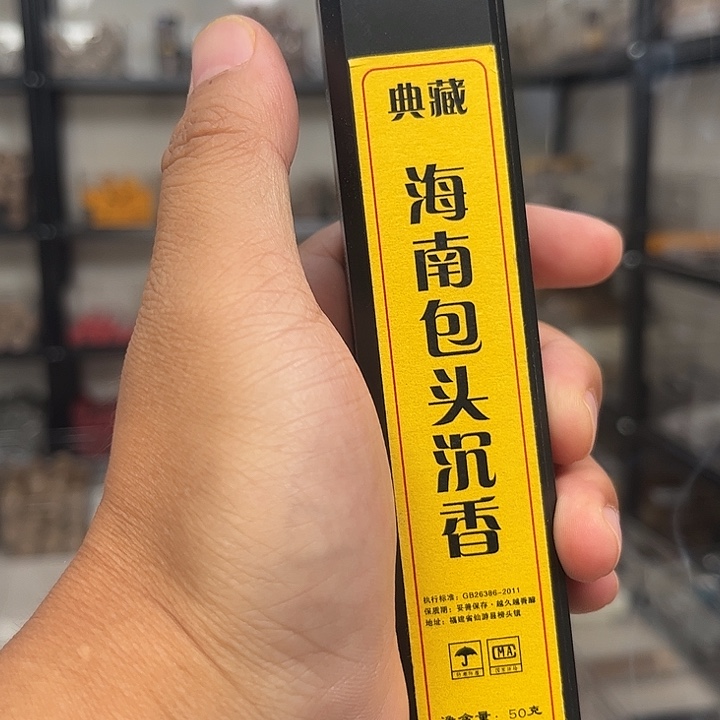 典藏
海南包头沉香
执行标准：GB26386-2011
保质期：妥善保存·越久越香醇
地址：福建省仙游县榜头镇
CMA
净含量：50克